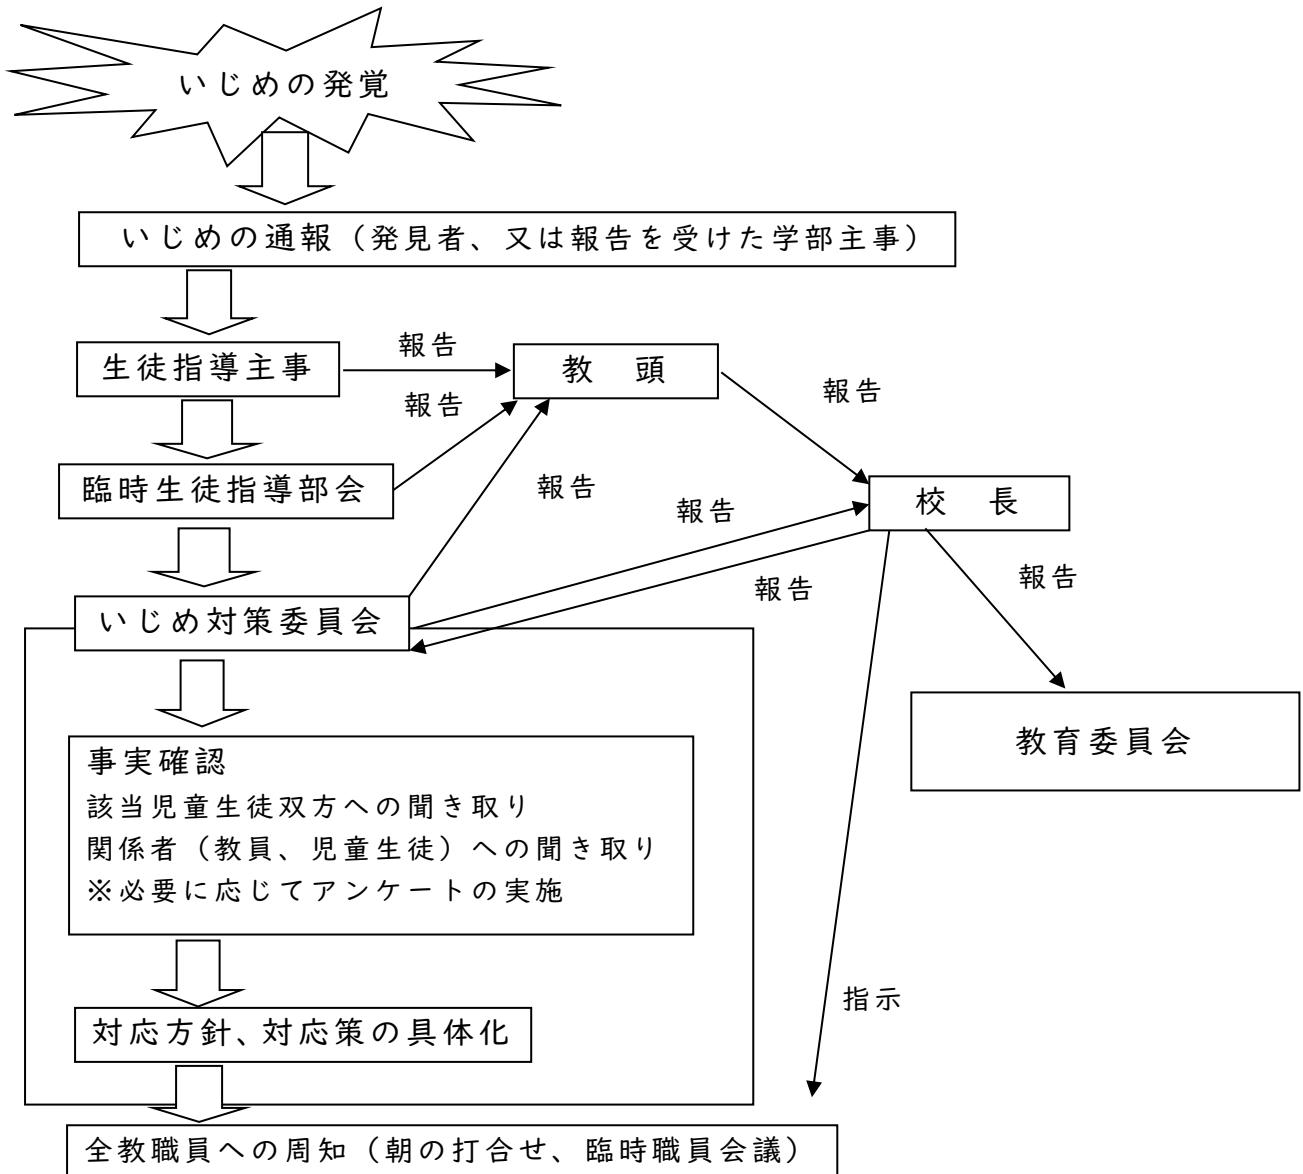 いじめの発覚
いじめの通報（発見者、又は報告を受けた学部主事）
報告
生徒指導主事
教　頭
報告
報告
臨時生徒指導部会
報告
報告
校　長
報告
報告
いじめ対策委員会
教育委員会
事実確認
該当児童生徒双方への聞き取り
関係者（教員、児童生徒）への聞き取り
※必要に応じてアンケートの実施
指示
対応方針、対応策の具体化
全教職員への周知（朝の打合せ、臨時職員会議）